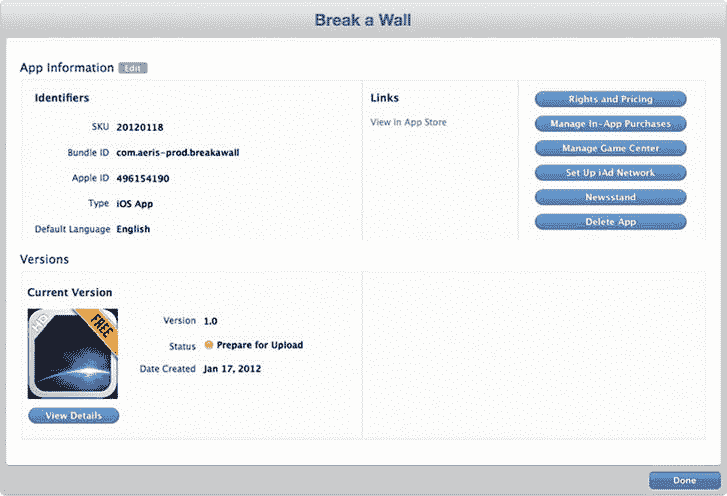 Break a Wall
App Information Edit
Identifiers
SKU 20120118
Bundle ID com.aeris-prod.breakawall
Apple ID 496154190
Type iOS App
Default Language English
Links
View in App Store
Rights and Pricing
Manage In-App Purchases
Manage Game Center
Set Up iAd Network
Newsstand
Delete App
Versions
Current Version
HD
FREE
Version 1.0
Status Prepare for Upload
Date Created Jan 17, 2012
View Details
Done